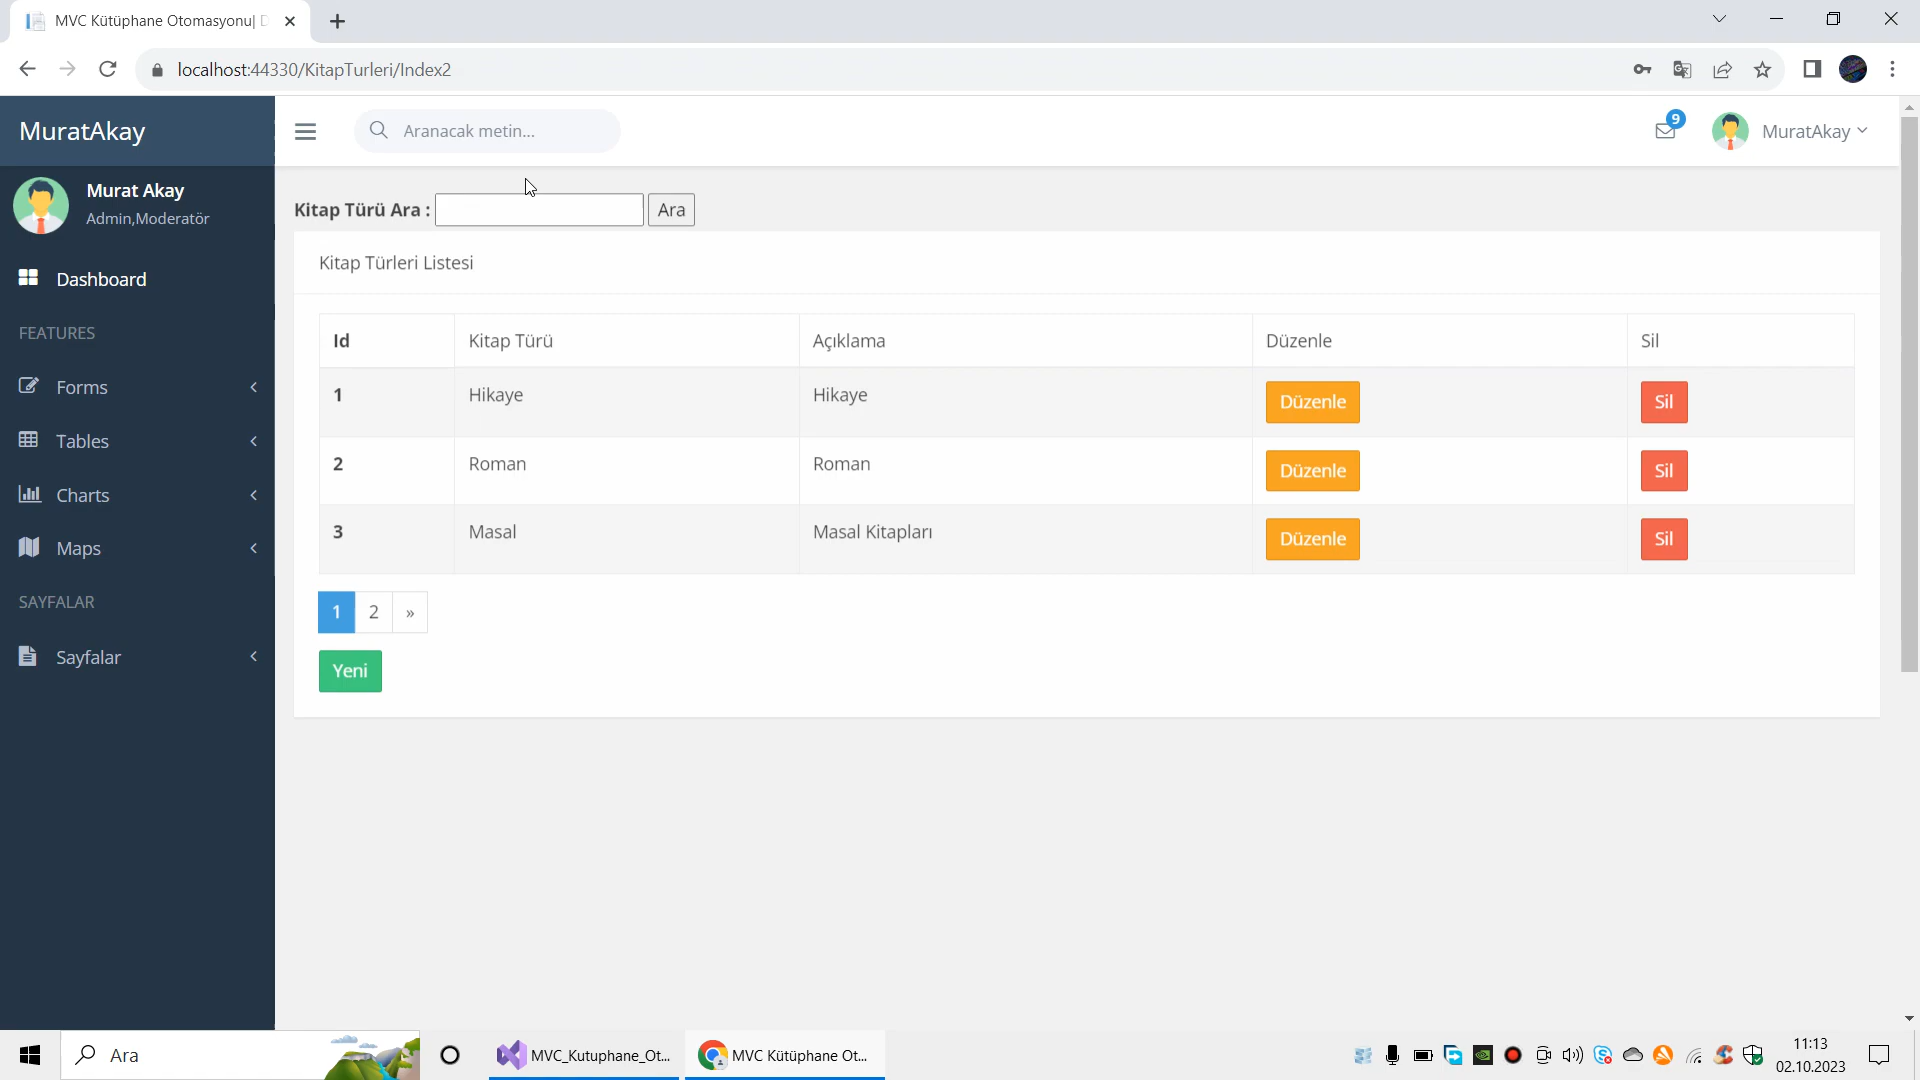 MVC Kütüphane Otomasyonu|
localhost:44330/KitapTurleri/Index2
MuratAkay
Aranacak metin...
9
MuratAkay
Murat Akay
Admin,Moderatör
Kitap Türü Ara : Ara
Dashboard
Kitap Türleri Listesi
FEATURES
Forms
Tables
Charts
Maps
SAYFALAR
Sayfalar
Id Kitap Türü Açıklama Düzenle Sil
1 Hikaye Hikaye Düzenle Sil
2 Roman Roman Düzenle Sil
3 Masal Masal Kitapları Düzenle Sil
1 2 »
Yeni
Ara
MVC_Kutuphane_Ot...
MVC Kütüphane Ot...
11:13
02.10.2023